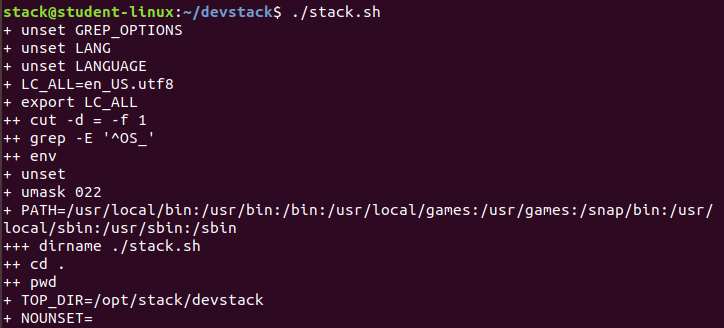 stack@student-linux:~/devstack$ ./stack.sh
+ unset GREP_OPTIONS
+ unset LANG
+ unset LANGUAGE
+ LC_ALL=en_US.utf8
+ export LC_ALL
++ cut -d = -f 1
++ grep -E '^OS_'
++ env
+ unset
+ umask 022
+ PATH=/usr/local/bin:/usr/bin:/bin:/usr/local/games:/usr/games:/snap/bin:/usr/
local/sbin:/usr/sbin:/sbin
+++ dirname ./stack.sh
++ cd .
++ pwd
+ TOP_DIR=/opt/stack/devstack
+ NOUNSET=